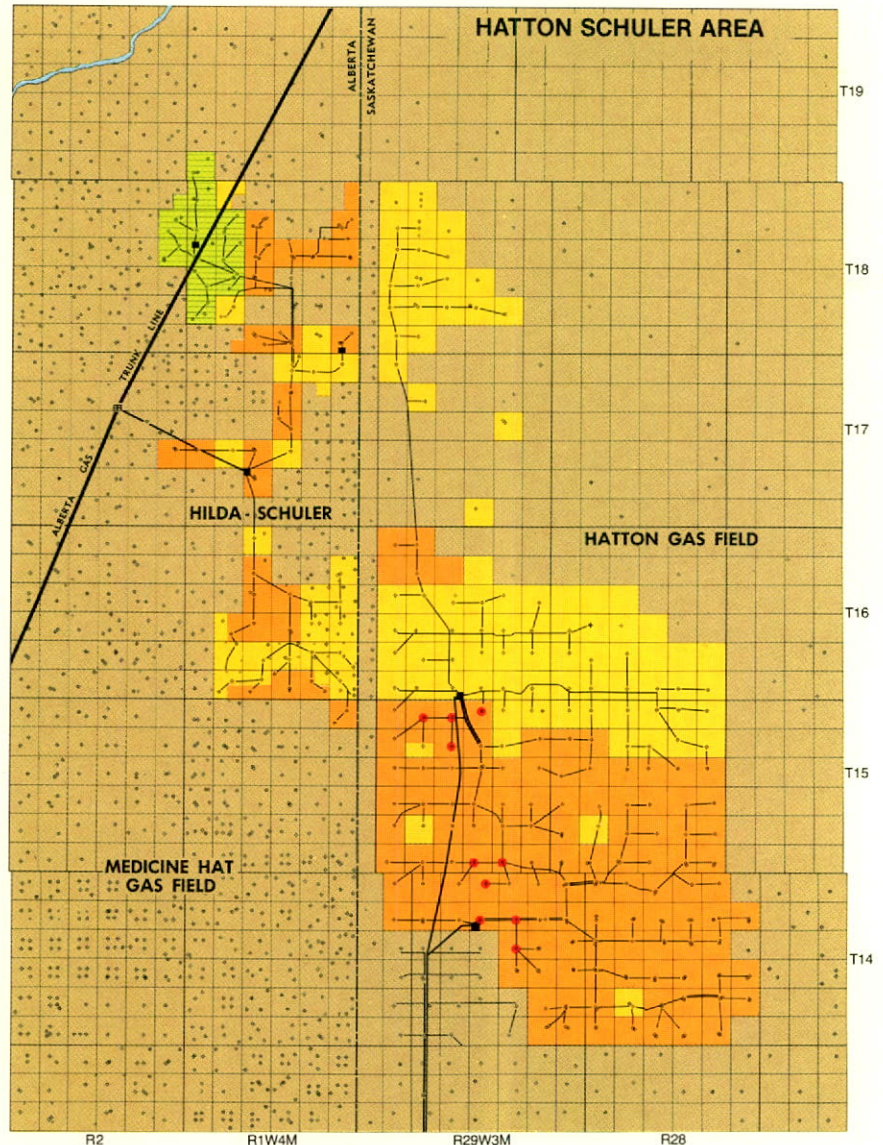 HATTON SCHULER AREA
ALBERTA
SASKATCHEWAN
T19
T18
ALBERTA GAS TRUNK LINE
T17
HILDA-SCHULER
HATTON GAS FIELD
T16
T15
MEDICINE HAT
GAS FIELD
T14
R2
R1W4M
R29W3M
R28